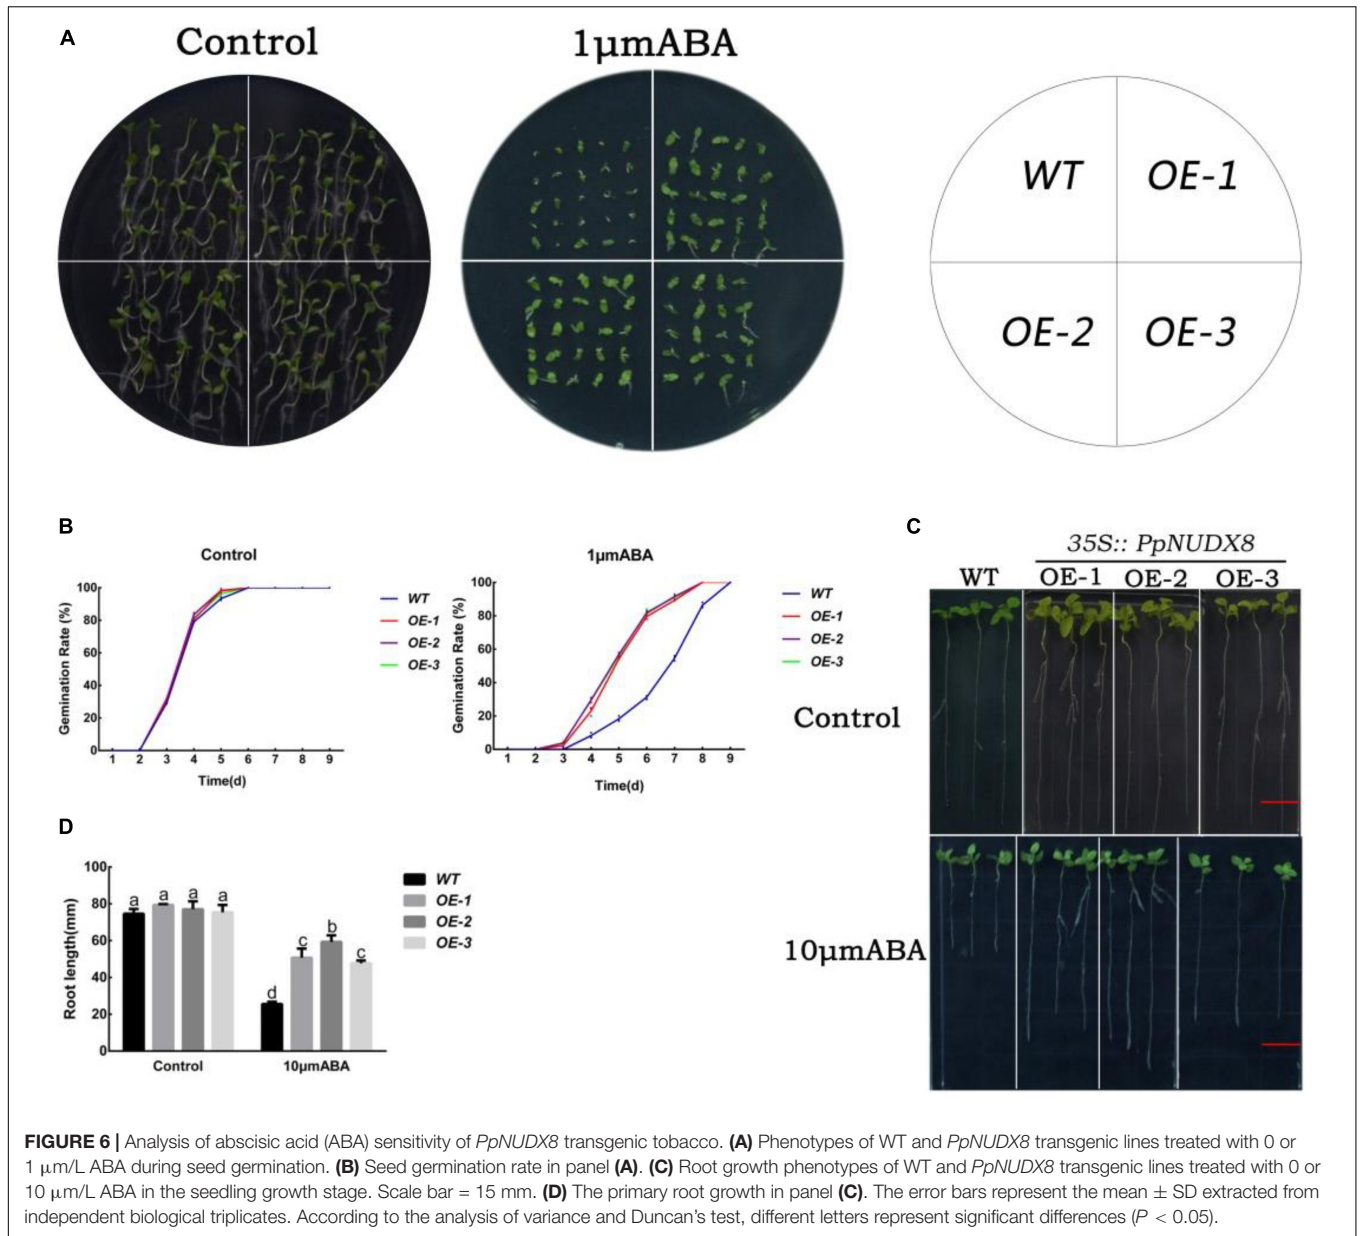 A
Control
1μmABA
WT
OE-1
OE-2
OE-3
B
Control
Gemination Rate (%)
100
80
60
40
20
0
1 2 3 4 5 6 7 8 9
Time(d)
WT
OE-1
OE-2
OE-3
1μmABA
Gemination Rate (%)
100
80
60
40
20
0
1 2 3 4 5 6 7 8 9
Time(d)
WT
OE-1
OE-2
OE-3
C
35S:: PpNUDX8
WT OE-1 OE-2 OE-3
Control
10μmABA
D
Root length(mm)
100
80
60
40
20
0
a a a a
d c b c
Control 10μmABA
WT
OE-1
OE-2
OE-3
FIGURE 6 | Analysis of abscisic acid (ABA) sensitivity of PpNUDX8 transgenic tobacco. (A) Phenotypes of WT and PpNUDX8 transgenic lines treated with 0 or
1 μm/L ABA during seed germination. (B) Seed germination rate in panel (A). (C) Root growth phenotypes of WT and PpNUDX8 transgenic lines treated with 0 or
10 μm/L ABA in the seedling growth stage. Scale bar = 15 mm. (D) The primary root growth in panel (C). The error bars represent the mean ± SD extracted from
independent biological triplicates. According to the analysis of variance and Duncan's test, different letters represent significant differences (P < 0.05).